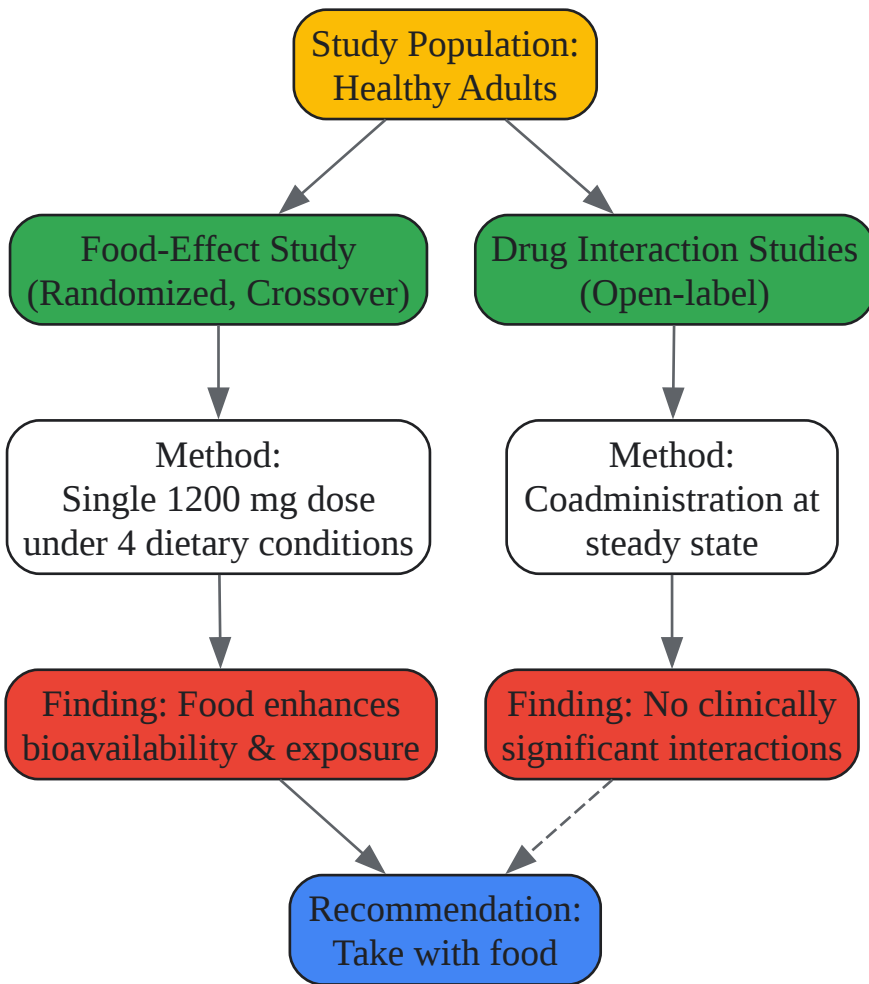 Study Population:
Healthy Adults
Food-Effect Study
(Randomized, Crossover)
Drug Interaction Studies
(Open-label)
Method:
Single 1200 mg dose
under 4 dietary conditions
Method:
Coadministration at
steady state
Finding: Food enhances
bioavailability & exposure
Finding: No clinically
significant interactions
Recommendation:
Take with food